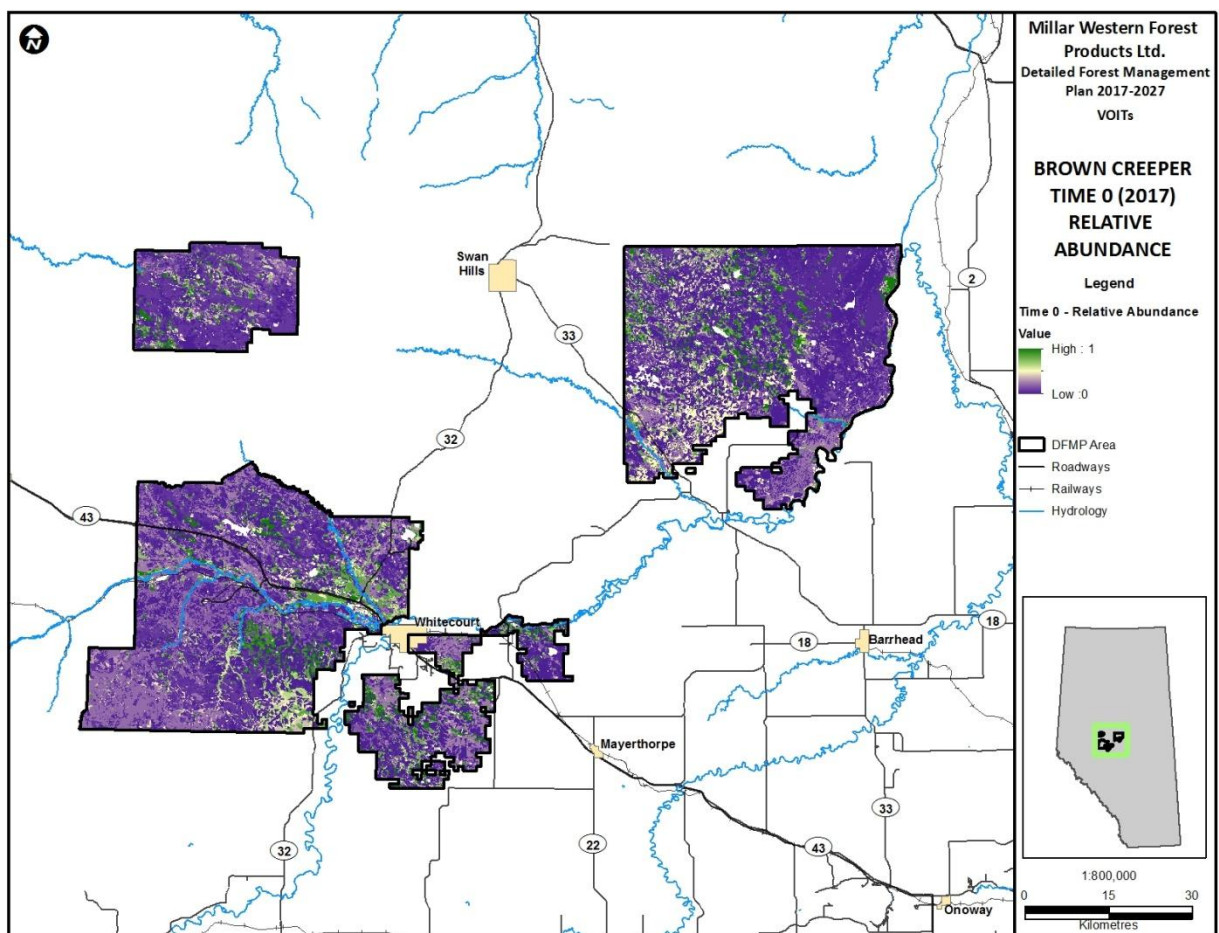 N
Swan
Hills
33
2
32
43
Whitecourt
18
18
Barrhead
Mayerthorpe
33
22
32
43
Onoway
Millar Western Forest
Products Ltd.
Detailed Forest Management
Plan 2017-2027
VOITs
BROWN CREEPER
TIME 0 (2017)
RELATIVE
ABUNDANCE
Legend
Time 0 - Relative Abundance
Value
High : 1
Low :0
DFMP Area
Roadways
Railways
Hydrology
1:800,000
0 15 30
Kilometres